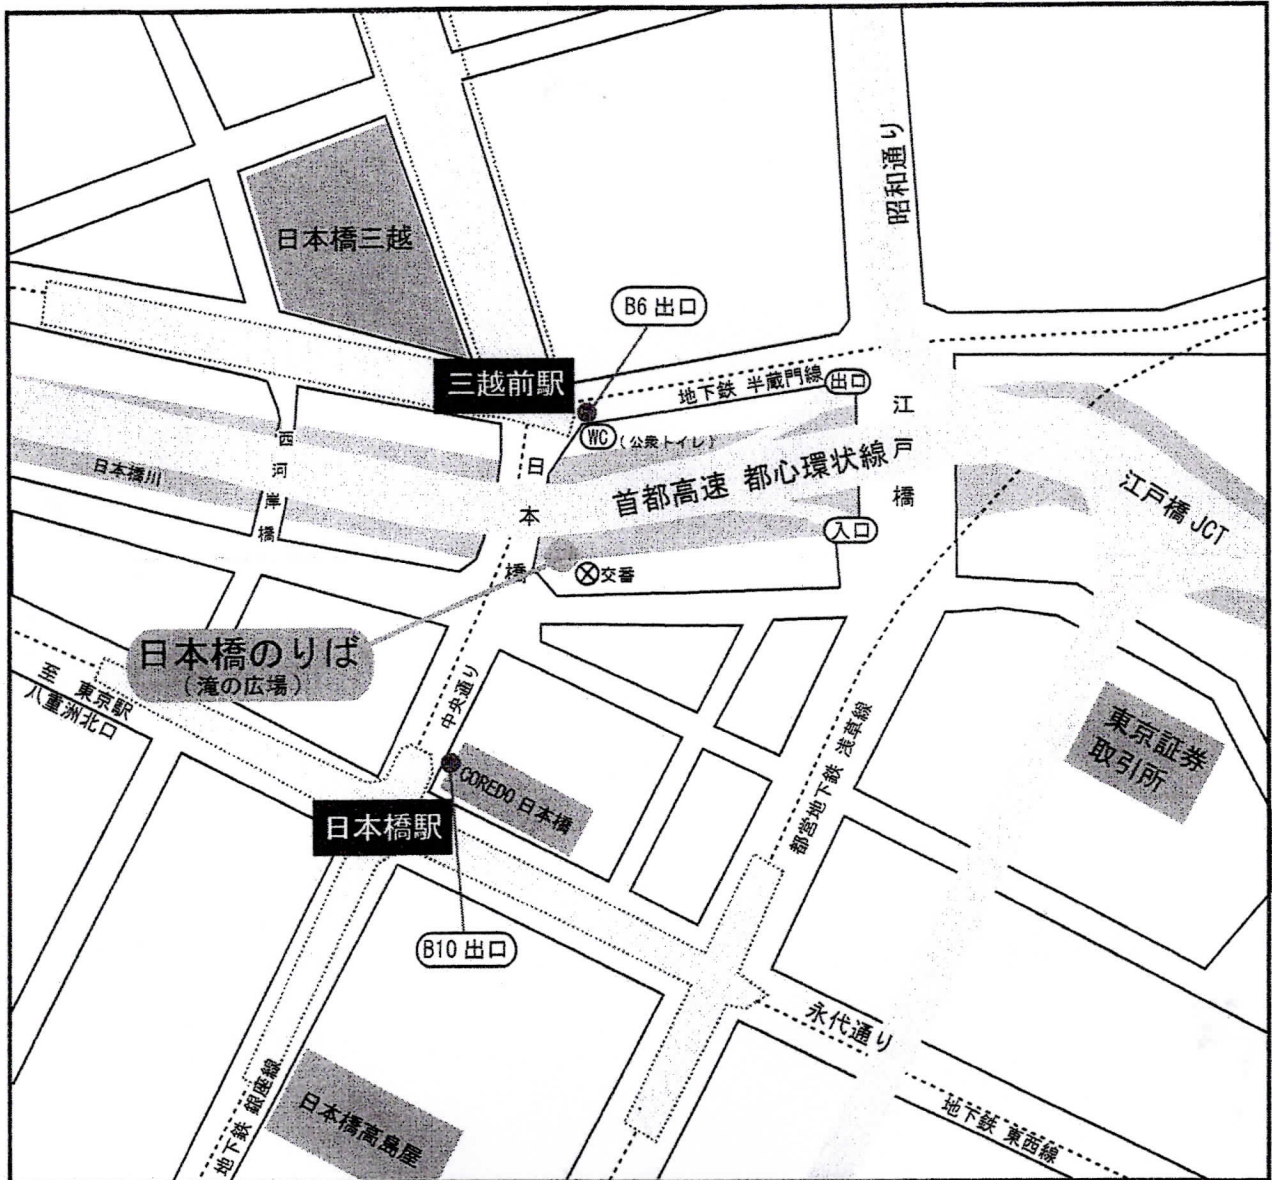 昭和通り
日本橋三越
B6 出口
三越前駅
地下鉄 半蔵門線
出口
WC
(公衆トイレ)
江戸橋
西河岸橋
日本橋川
日本橋
首都高速 都心環状線
江戸橋 JCT
入口
交番
日本橋のりば
(滝の広場)
至 東京駅
八重洲北口
中央通り
都営地下鉄 浅草線
東京証券
取引所
COREDO 日本橋
日本橋駅
B10 出口
永代通り
地下鉄 銀座線
日本橋高島屋
地下鉄 東西線